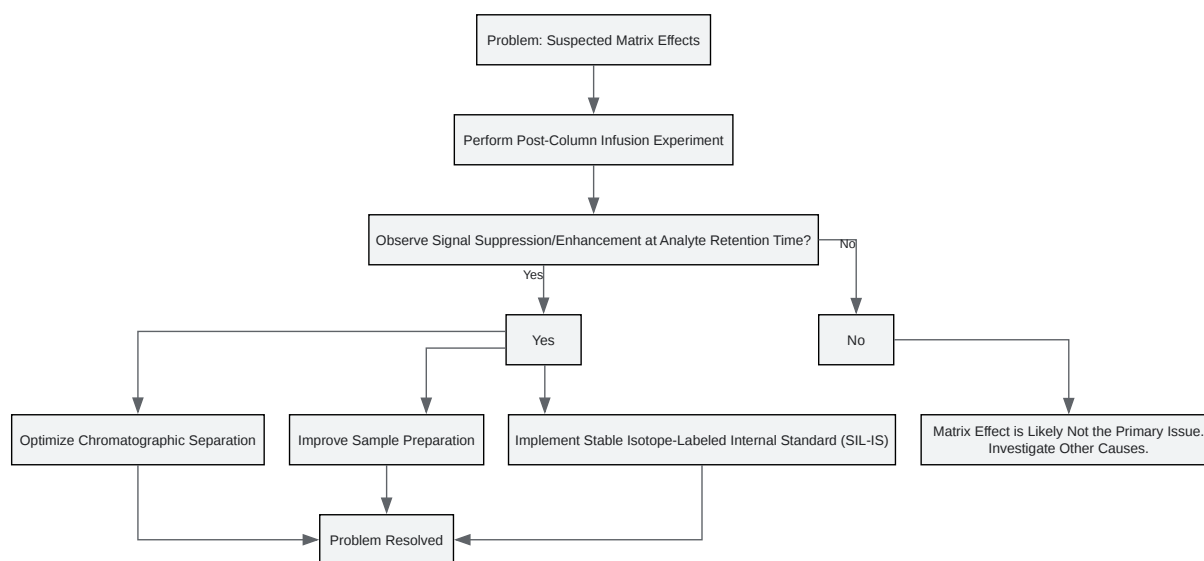 Problem: Suspected Matrix Effects
Perform Post-Column Infusion Experiment
Observe Signal Suppression/Enhancement at Analyte Retention Time?
No
Yes
Yes
No
Optimize Chromatographic Separation
Improve Sample Preparation
Implement Stable Isotope-Labeled Internal Standard (SIL-IS)
Matrix Effect is Likely Not the Primary Issue.
Investigate Other Causes.
Problem Resolved